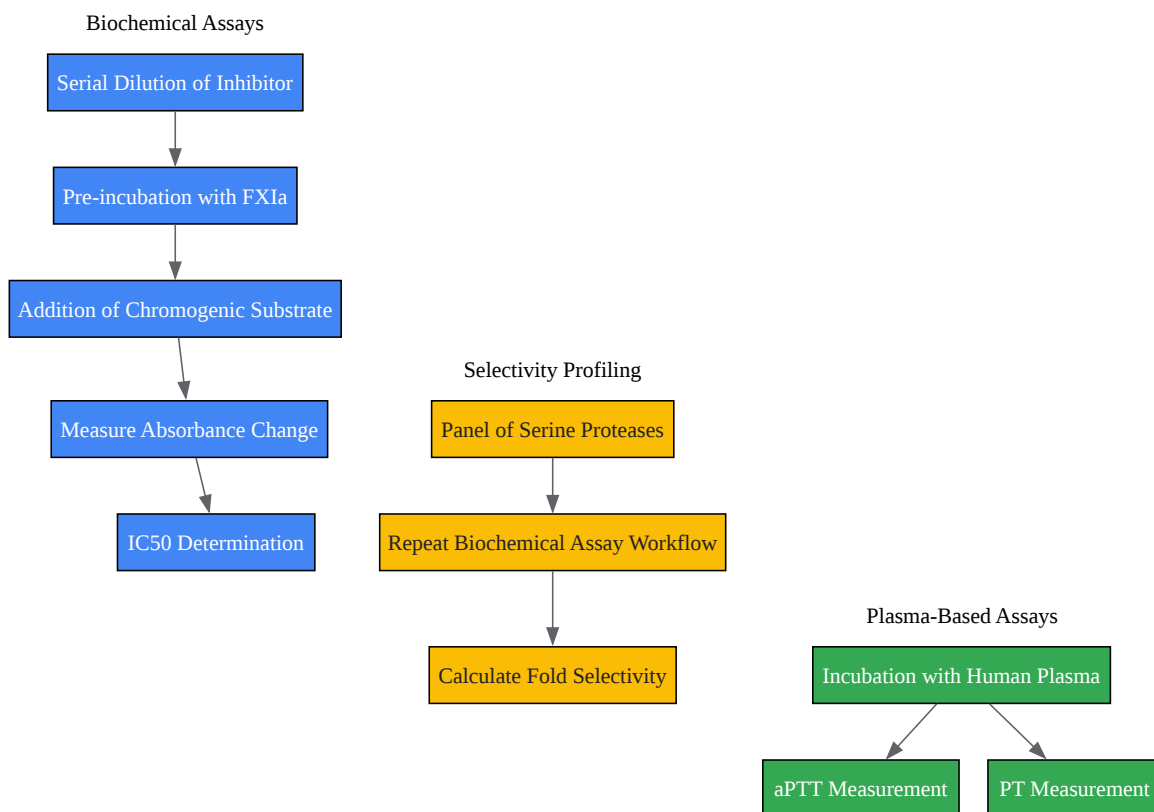 Biochemical Assays
Serial Dilution of Inhibitor
Pre-incubation with FXIa
Addition of Chromogenic Substrate
Measure Absorbance Change
IC50 Determination
Selectivity Profiling
Panel of Serine Proteases
Repeat Biochemical Assay Workflow
Calculate Fold Selectivity
Plasma-Based Assays
Incubation with Human Plasma
aPTT Measurement
PT Measurement